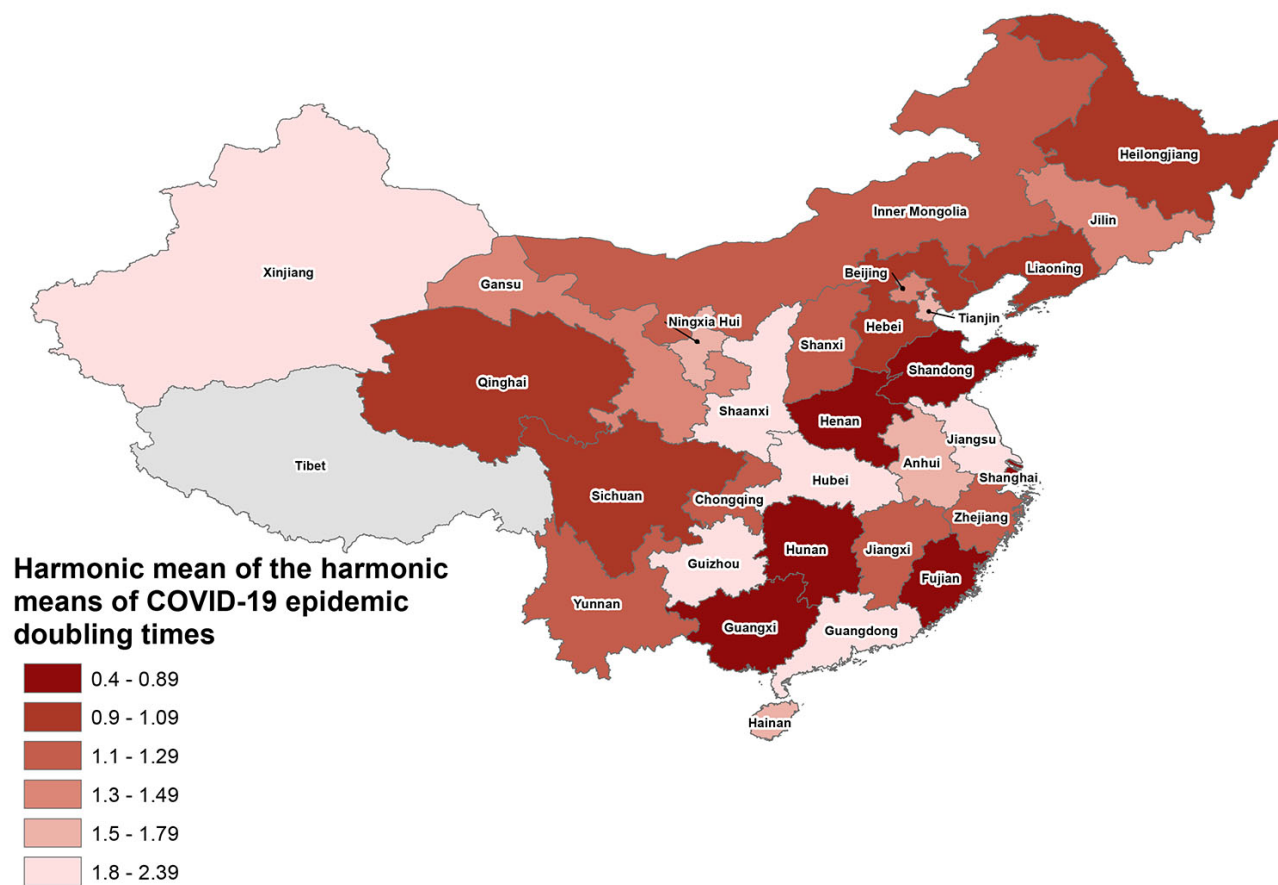 Heilongjiang
Inner Mongolia
Jilin
Xinjiang
Beijing
Liaoning
Gansu
Tianjin
Ningxia Hui
Hebei
Shanxi
Shandong
Qinghai
Shaanxi
Henan
Jiangsu
Tibet
Anhui
Shanghai
Hubei
Sichuan
Chongqing
Zhejiang
Hunan
Jiangxi
Guizhou
Fujian
Yunnan
Guangxi
Guangdong
Hainan
Harmonic mean of the harmonic
means of COVID-19 epidemic
doubling times
0.4 - 0.89
0.9 - 1.09
1.1 - 1.29
1.3 - 1.49
1.5 - 1.79
1.8 - 2.39